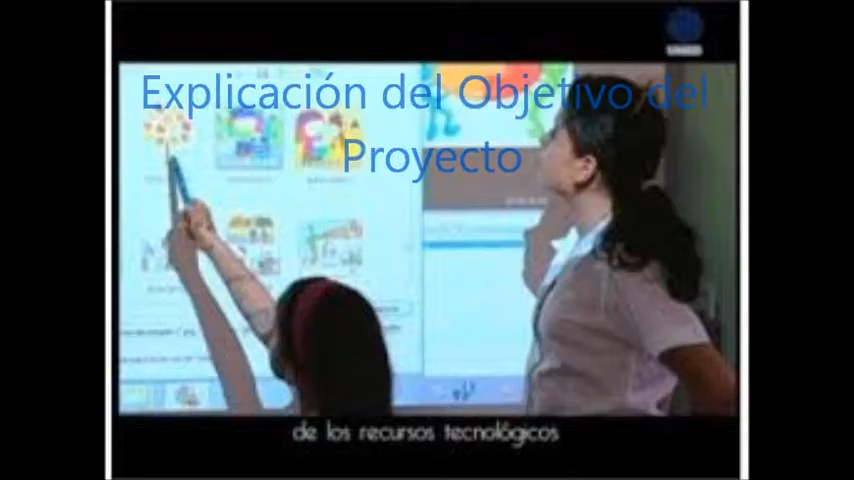 Explicación del Objetivo del
Proyecto
de los recursos tecnológicos